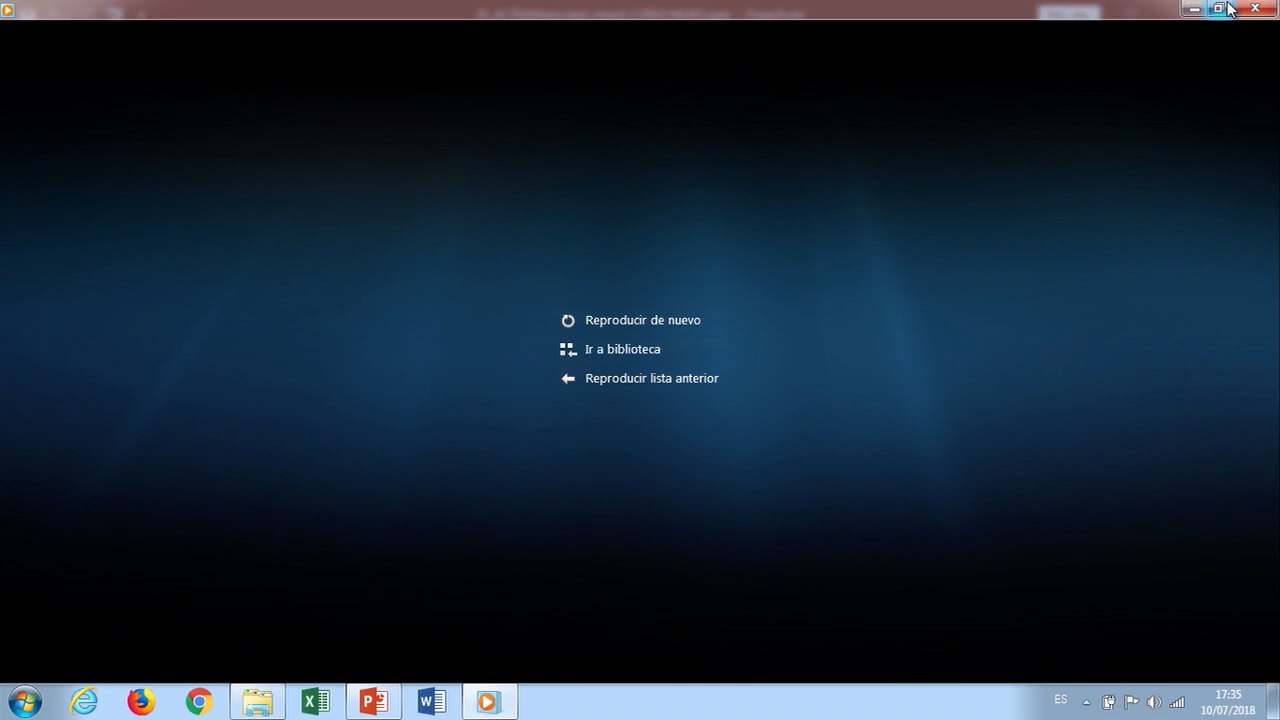 Reproducir de nuevo
Ir a biblioteca
Reproducir lista anterior
ES
17:35
10/07/2018